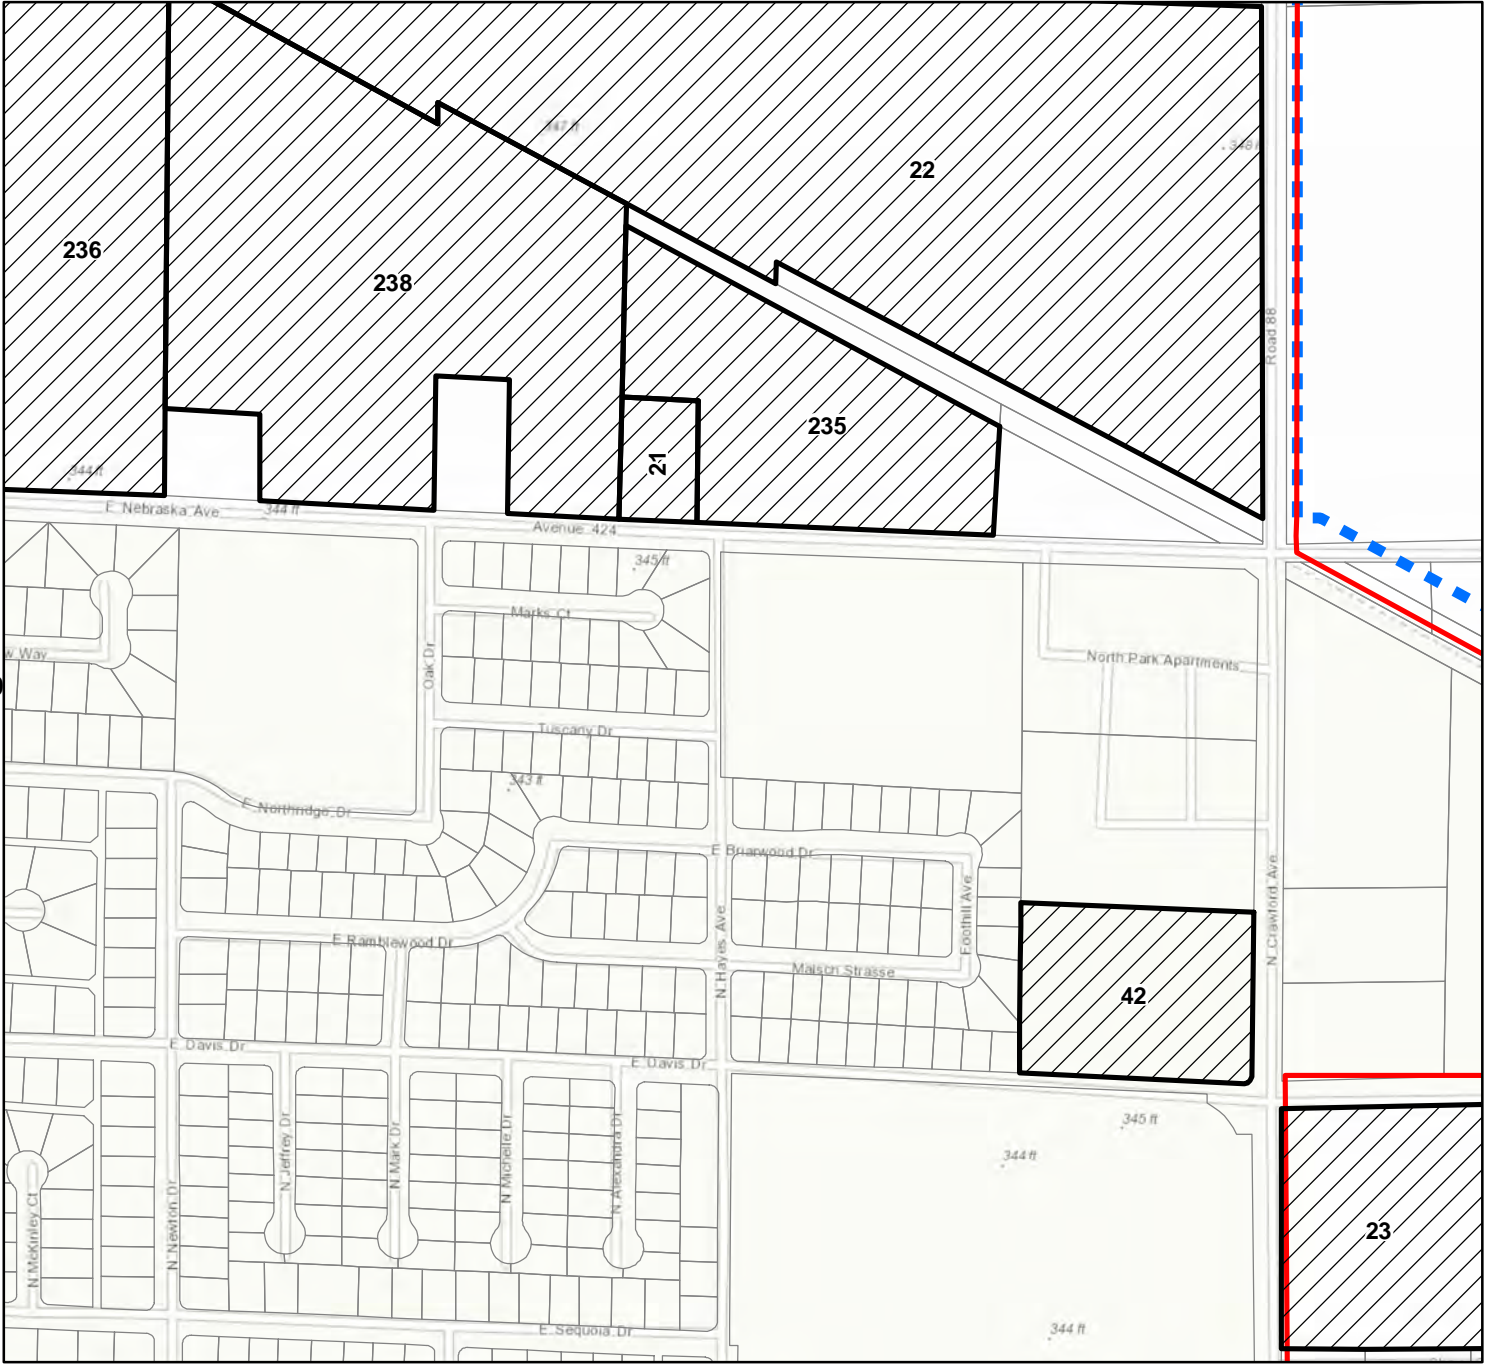 347 ft
348 f
22
236
238
Road 88
235
21
344 ft
E Nebraska Ave
344 ft
Avenue 424
345 ft
Marks Ct
w Way
Oak Dr
North Park Apartments
Tuscany Dr
343 ft
E Northridge Dr
E Briarwood Dr
Foothill Ave
N Crawford Ave
E Ramblewood Dr
N Hayes Ave
Malsch Strasse
42
E Davis Dr
E Davis Dr
345 ft
N Jeffrey Dr
N Mark Dr
N Michelle Dr
N Alexandra Dr
344 ft
N McKinley Ct
N Newton Dr
23
E Sequoia Dr
344 ft